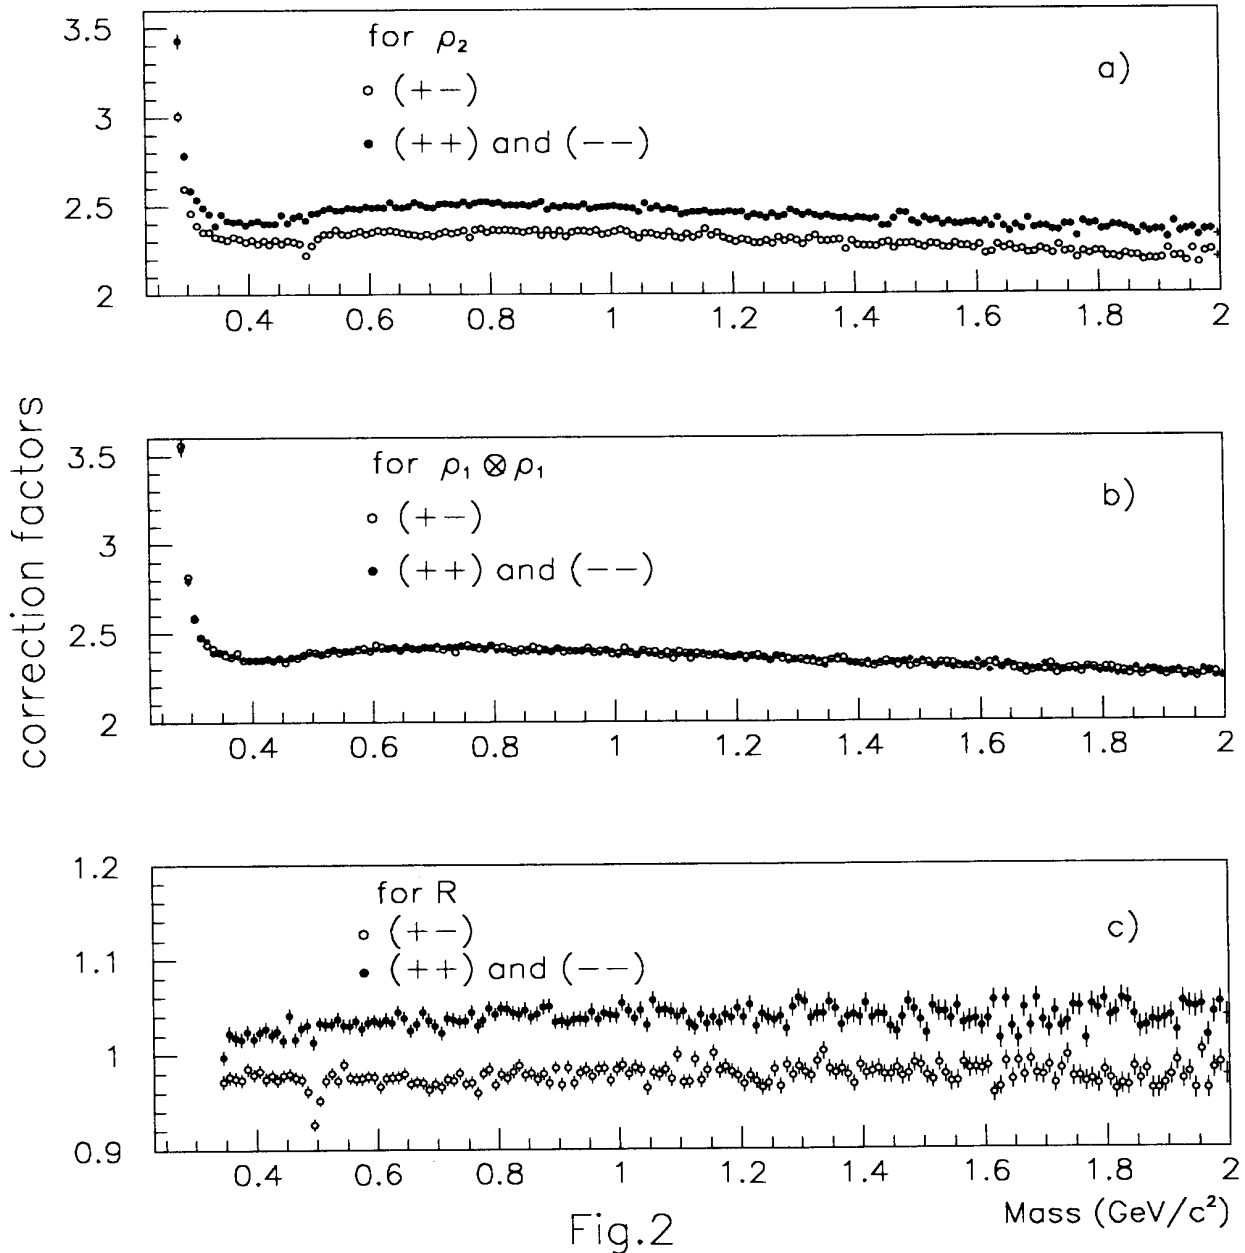 3.5
for ρ₂
a)
(+−)
3
(++) and (−−)
2.5
2
0.4 0.6 0.8 1 1.2 1.4 1.6 1.8 2
correction factors
3.5
for ρ₁ ⊗ ρ₁
b)
(+−)
3
(++) and (−−)
2.5
2
0.4 0.6 0.8 1 1.2 1.4 1.6 1.8 2
1.2
for R
c)
(+−)
1.1
(++) and (−−)
1
0.9
0.4 0.6 0.8 1 1.2 1.4 1.6 1.8 2
Mass (GeV/c²)
Fig.2